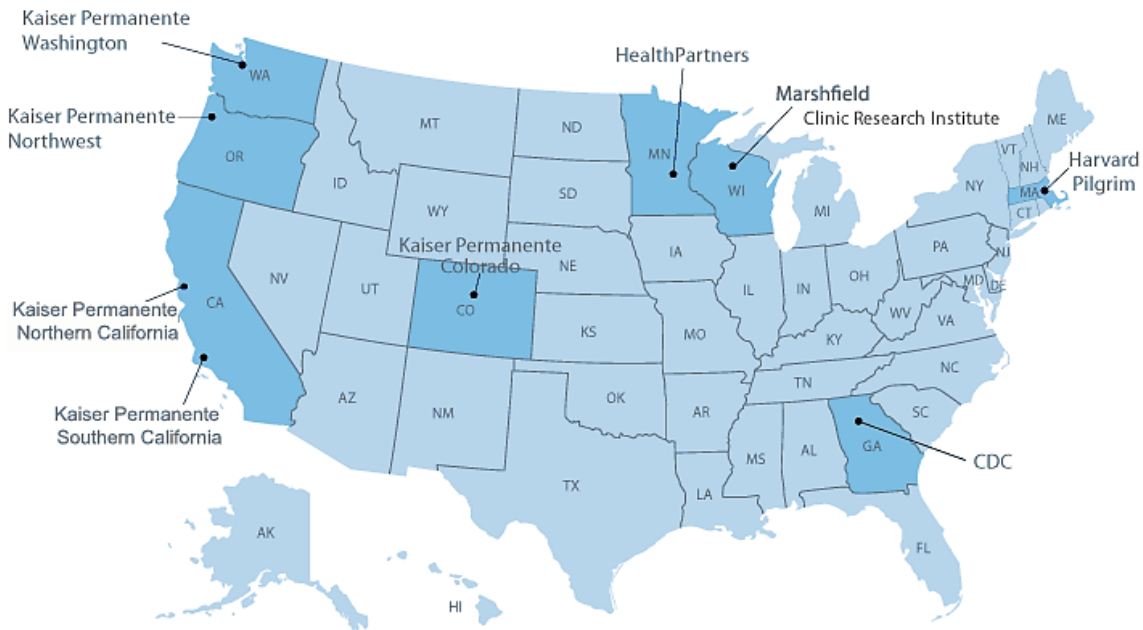 Kaiser Permanente
Washington
HealthPartners
Marshfield
Clinic Research Institute
Kaiser Permanente
Northwest
Harvard
Pilgrim
Kaiser Permanente
Colorado
Kaiser Permanente
Northern California
Kaiser Permanente
Southern California
CDC
WA
OR
CA
ID
NV
MT
WY
UT
CO
AZ
NM
ND
SD
NE
KS
OK
TX
MN
IA
MO
AR
LA
WI
IL
MI
IN
OH
KY
TN
MS
AL
GA
FL
SC
NC
VA
WV
PA
NY
VT
NH
ME
MA
CT
NJ
MD
DE
AK
HI